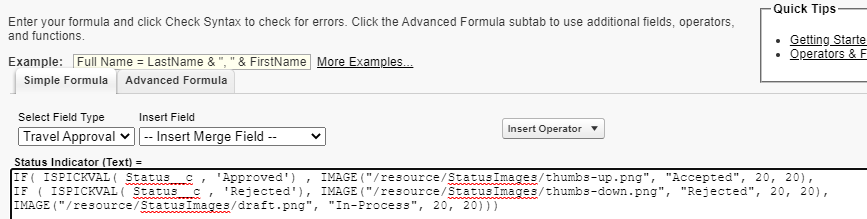 Enter your formula and click Check Syntax to check for errors. Click the Advanced Formula subtab to use additional fields, operators,
and functions.
Quick Tips
Getting Starte
Operators & F
Example: Full Name = LastName & ", " & FirstName More Examples...
Simple Formula Advanced Formula
Select Field Type Insert Field
Travel Approval -- Insert Merge Field -- Insert Operator
Status Indicator (Text) =
IF( ISPICKVAL( Status__c , 'Approved') , IMAGE("/resource/StatusImages/thumbs-up.png", "Accepted", 20, 20),
IF ( ISPICKVAL( Status__c , 'Rejected'), IMAGE("/resource/StatusImages/thumbs-down.png", "Rejected", 20, 20),
IMAGE("/resource/StatusImages/draft.png", "In-Process", 20, 20)))